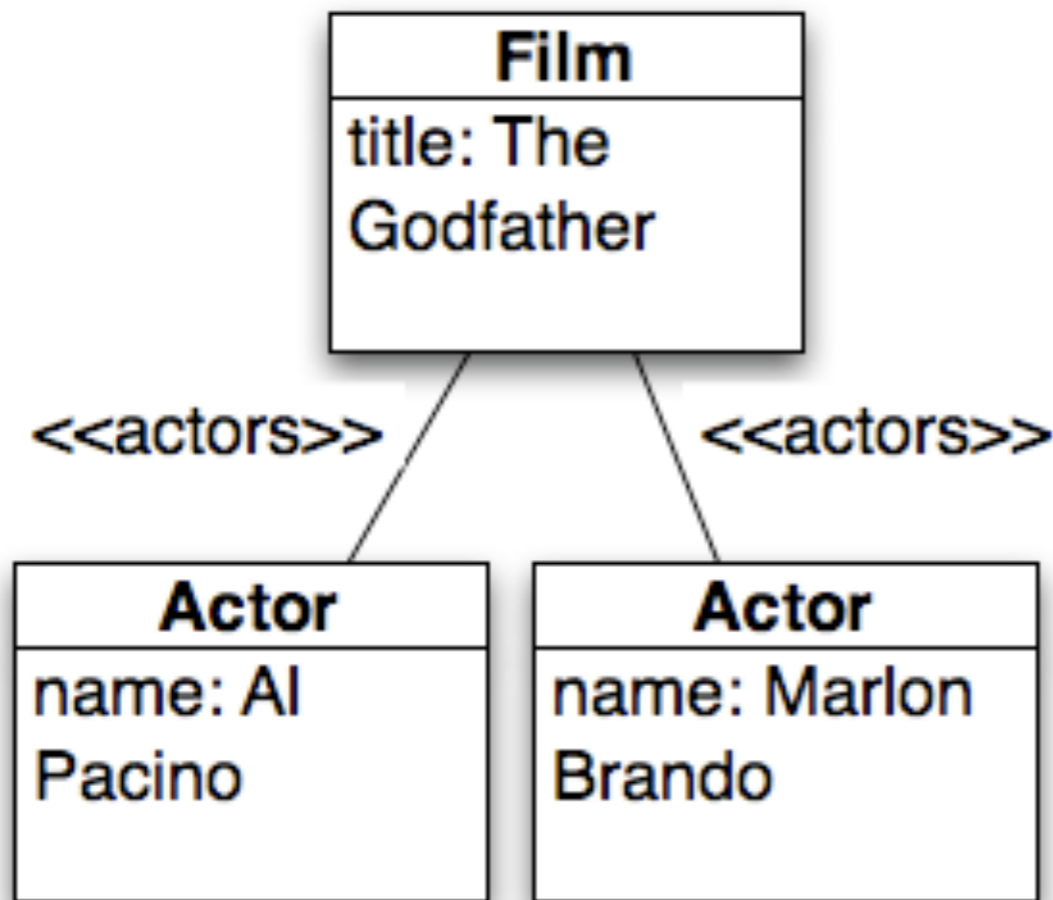 Film
title: The
Godfather
<<actors>>
<<actors>>
Actor
name: Al
Pacino
Actor
name: Marlon
Brando